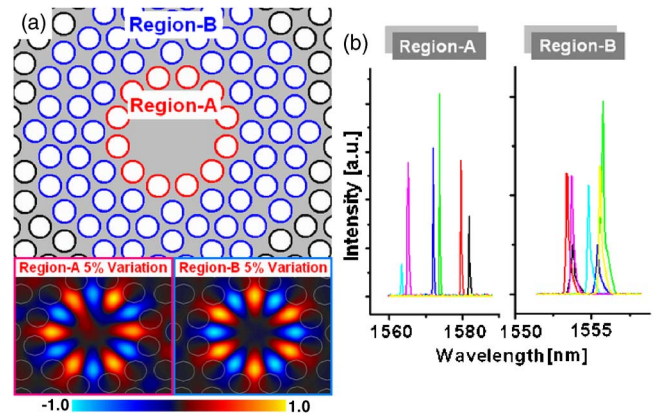 (a)
Region-B
Region-A
Region-A 5% Variation
Region-B 5% Variation
-1.0
1.0
(b)
Region-A
Region-B
Intensity [a.u.]
1560
1580
1550
1555
Wavelength [nm]